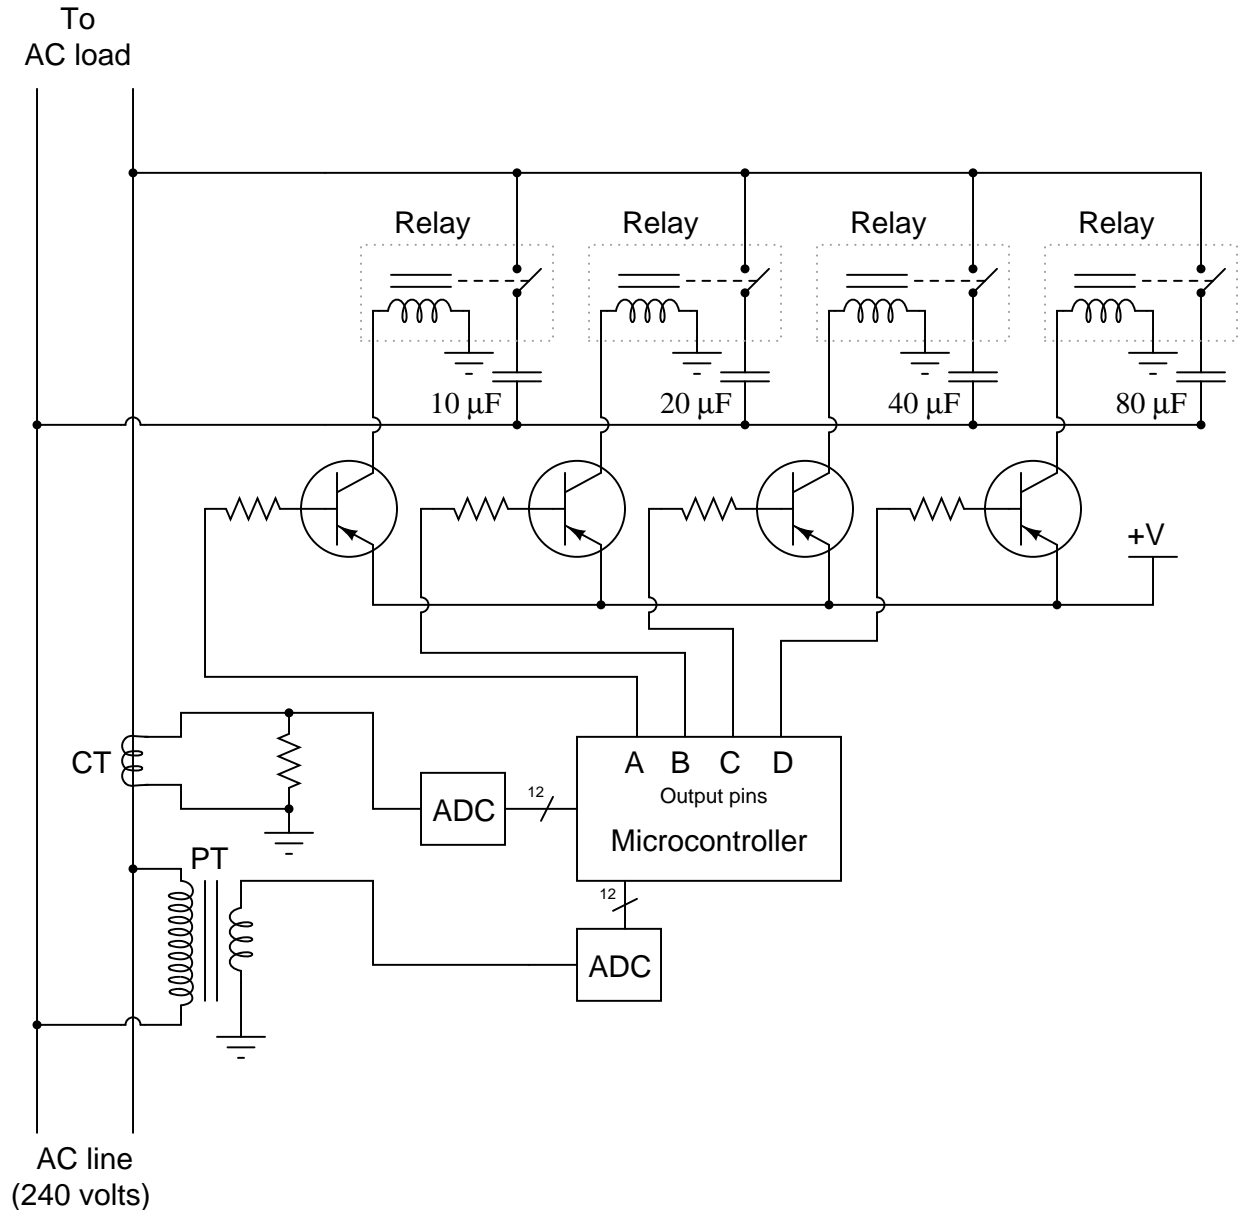 To
AC load
Relay
Relay
Relay
Relay
10 μF
20 μF
40 μF
80 μF
+V
CT
A B C D
Output pins
ADC
12
Microcontroller
PT
12
ADC
AC line
(240 volts)